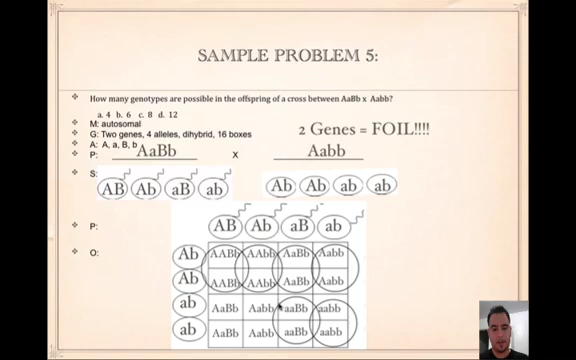 SAMPLE PROBLEM 5:
How many genotypes are possible in the offspring of a cross between AaBb x Aabb?
a. 4 b. 6 c. 8 d. 12
M: autosomal
G: Two genes, 4 alleles, dihybrid, 16 boxes
A: A, a, B, b
2 Genes = FOIL!!!!
P: AaBb X Aabb
S: AB Ab aB ab Ab Ab ab ab
P: AB Ab aB ab
O: Ab AABb AAbb AaBb Aabb
Ab AABb AAbb AaBb Aabb
ab AaBb Aabb aaBb aabb
ab AaBb Aabb aaBb aabb